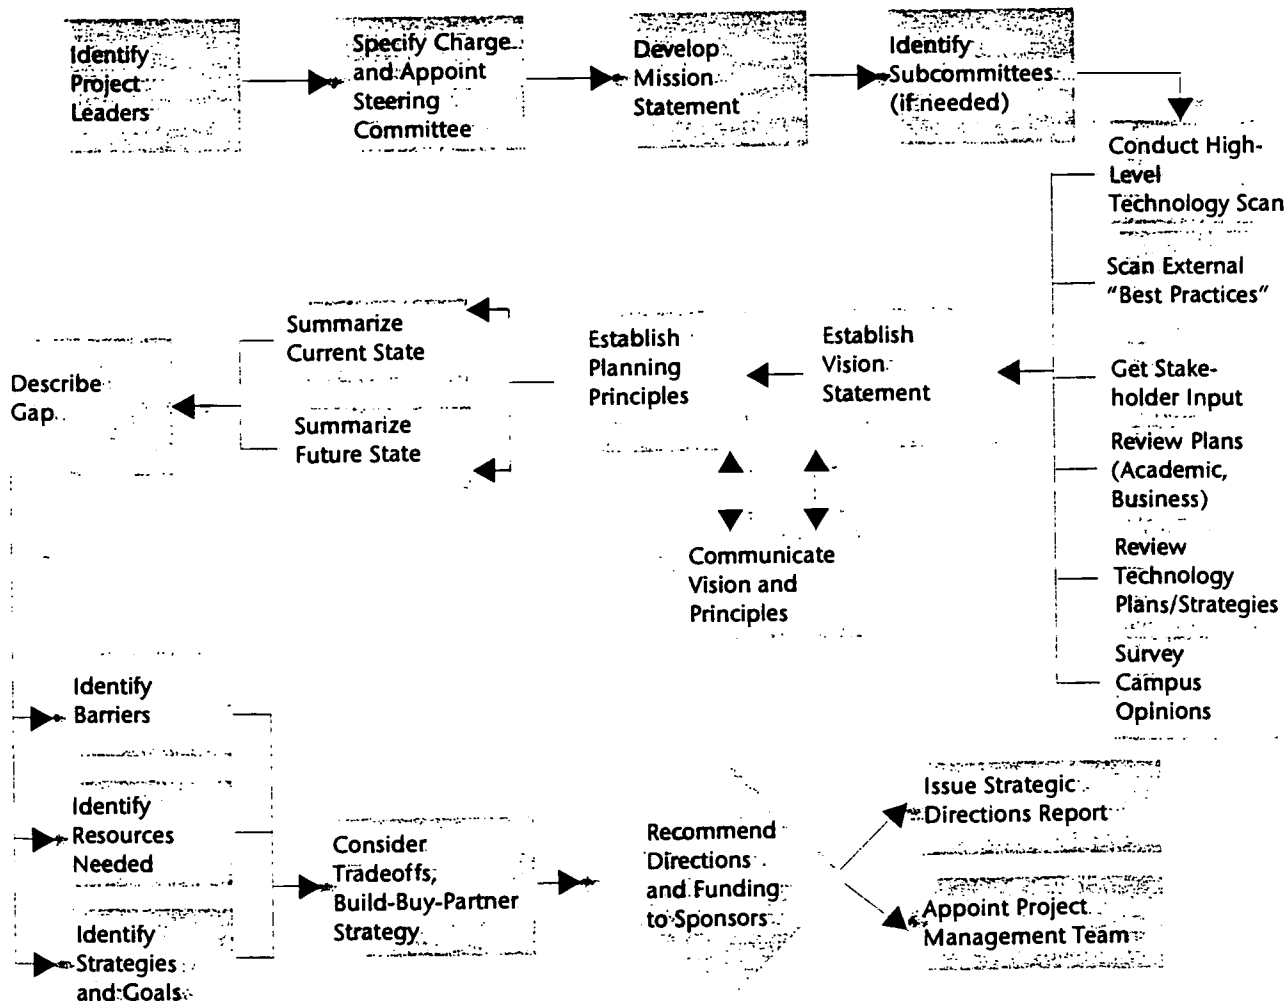 Identify
Project
Leaders
Specify Charge
and Appoint
Steering
Committee
Develop
Mission
Statement
Identify
Subcommittees
(if needed)
Conduct High-
Level
Technology Scan
Scan External
"Best Practices"
Get Stake-
holder Input
Review Plans
(Academic,
Business)
Review
Technology
Plans/Strategies
Survey
Campus
Opinions
Establish
Vision
Statement
Establish
Planning
Principles
Communicate
Vision and
Principles
Summarize
Current State
Summarize
Future State
Describe
Gap
Identify
Barriers
Identify
Resources
Needed
Identify
Strategies
and Goals
Consider
Tradeoffs,
Build-Buy-Partner
Strategy
Recommend
Directions
and Funding
to Sponsors
Issue Strategic
Directions Report
Appoint Project
Management Team